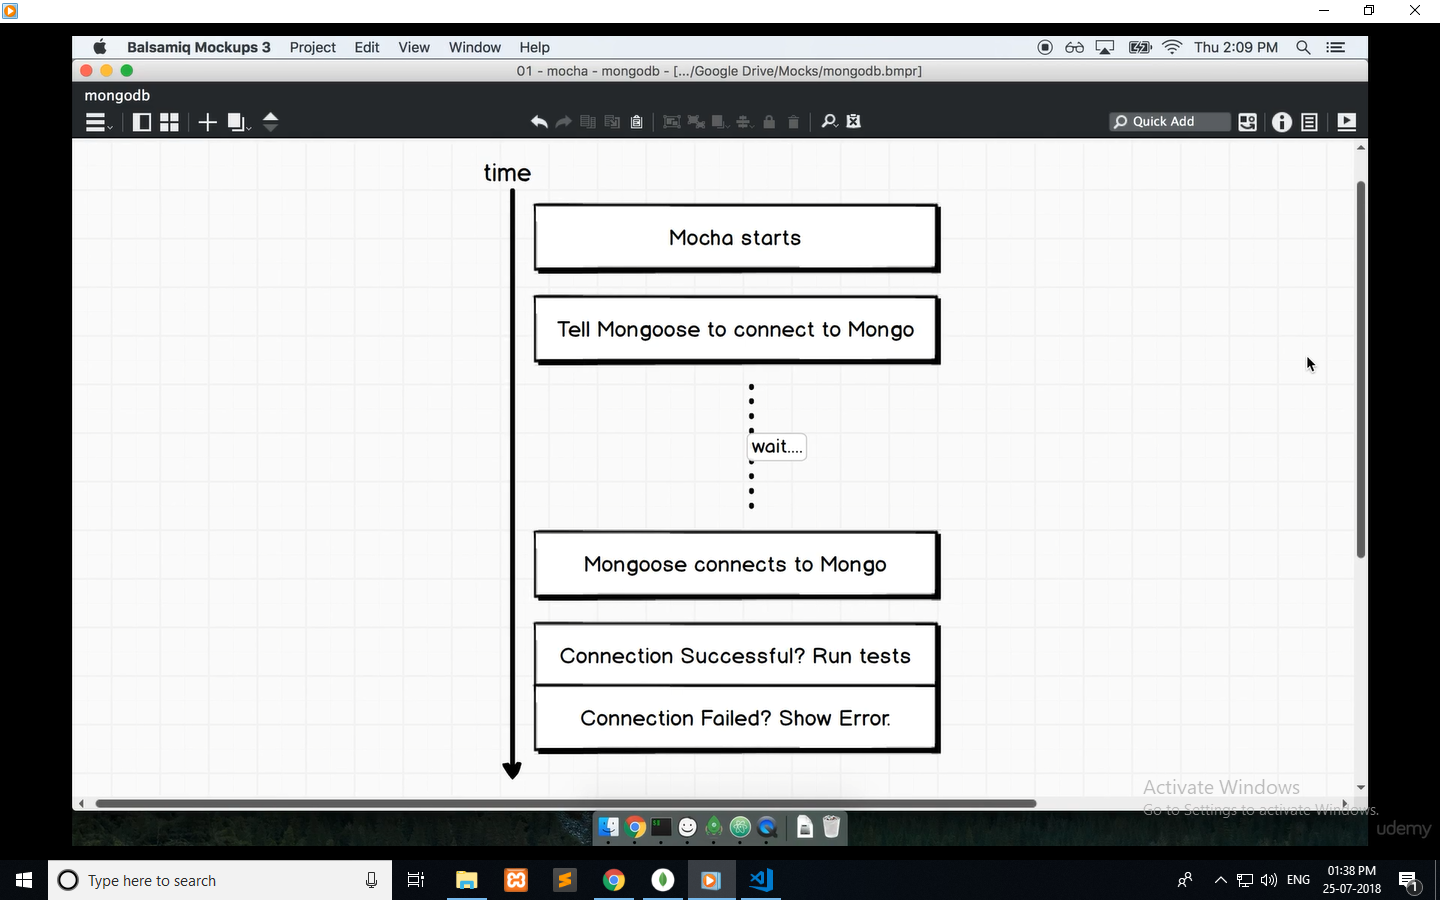 Balsamiq Mockups 3 Project Edit View Window Help Thu 2:09 PM
01 - mocha - mongodb - [.../Google Drive/Mocks/mongodb.bmpr]
mongodb
Quick Add
time
Mocha starts
Tell Mongoose to connect to Mongo
wait....
Mongoose connects to Mongo
Connection Successful? Run tests
Connection Failed? Show Error.
Activate Windows
Go to Settings to activate Windows.
udemy
Type here to search
ENG
01:38 PM
25-07-2018
1